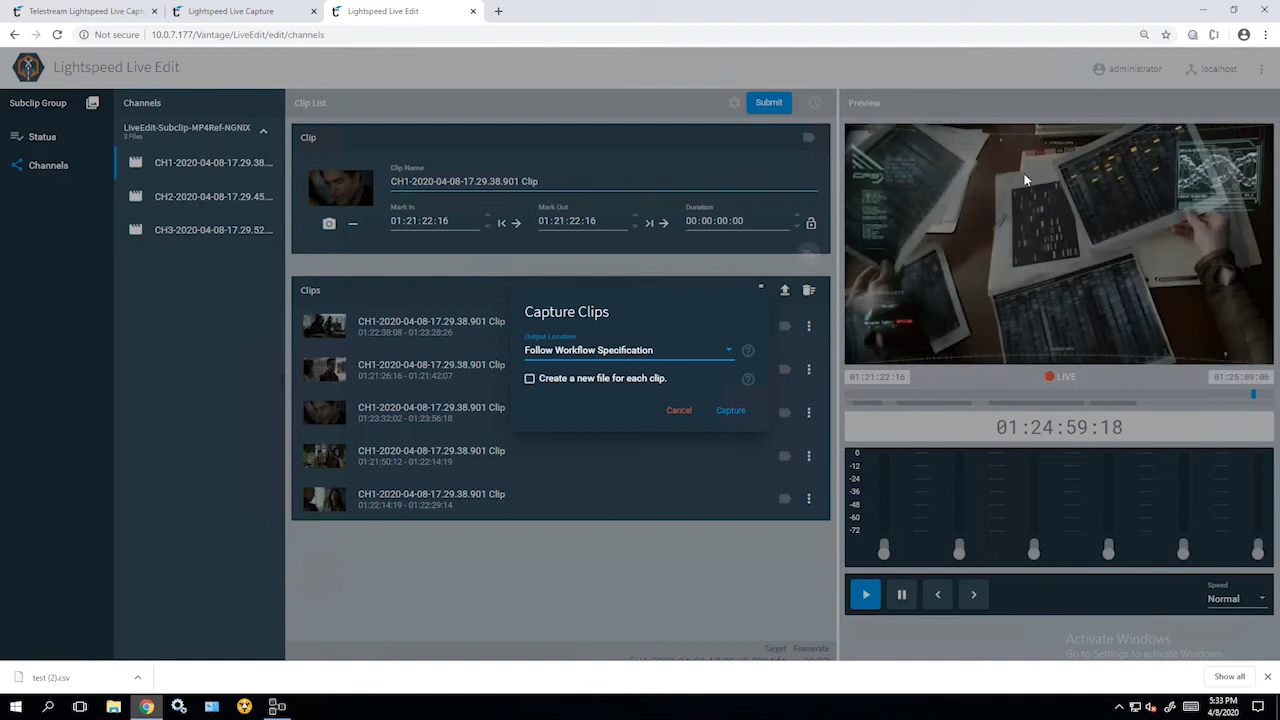 Telestream Live Capt
Lightspeed Live Capture
Lightspeed Live Edit
Not secure
10.0.7.177/Vantage/LiveEdit/edit/channels
Lightspeed Live Edit
administrator
localhost
Subclip Group
Channels
Clip List
Submit
Preview
Status
Channels
LiveEdit-Subclip-MP4Ref-NGNIX
3 Files
CH1-2020-04-08-17.29.38....
CH2-2020-04-08-17.29.45....
CH3-2020-04-08-17.29.52....
Clip
Clip Name
CH1-2020-04-08-17.29.38.901 Clip
Mark In
Mark Out
Duration
01:21:22:16
01:21:22:16
00:00:00:00
Clips
CH1-2020-04-08-17.29.38.901 Clip
01:22:38:08 - 01:23:28:26
CH1-2020-04-08-17.29.38.901 Clip
01:21:26:16 - 01:21:42:07
CH1-2020-04-08-17.29.38.901 Clip
01:23:32:02 - 01:23:56:18
CH1-2020-04-08-17.29.38.901 Clip
01:21:50:12 - 01:22:14:19
CH1-2020-04-08-17.29.38.901 Clip
01:22:14:19 - 01:22:29:14
Capture Clips
Output Location
Follow Workflow Specification
Create a new file for each clip.
Cancel
Capture
01:21:22:16
LIVE
01:25:09:06
01:24:59:18
0
-12
-24
-36
-48
-60
-72
Speed
Normal
Target
Framerate
Activate Windows
Go to Settings to activate Windows.
test (2).csv
Show all
5:33 PM
4/8/2020